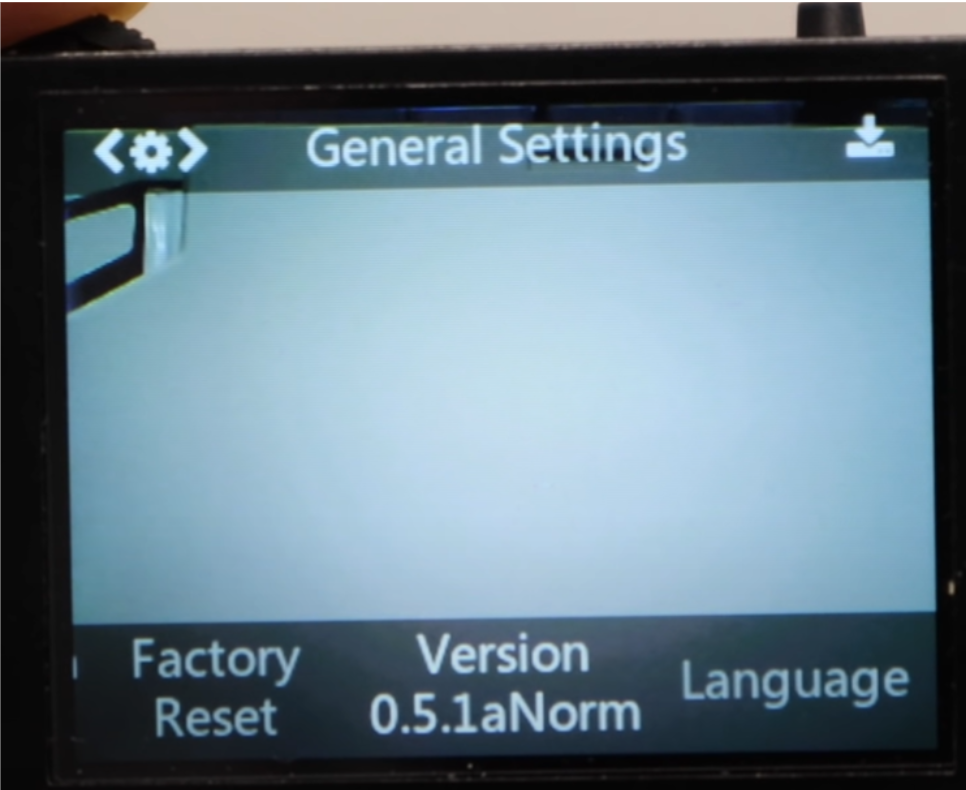 General Settings
Factory
Reset
Version
0.5.1aNorm
Language